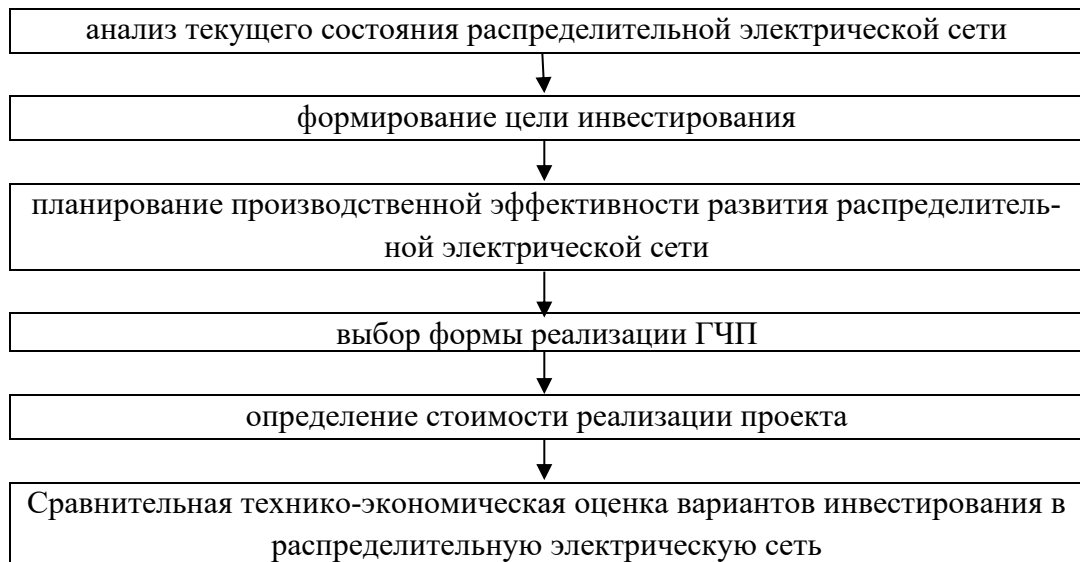 анализ текущего состояния распределительной электрической сети
формирование цели инвестирования
планирование производственной эффективности развития распределитель-
ной электрической сети
выбор формы реализации ГЧП
определение стоимости реализации проекта
Сравнительная технико-экономическая оценка вариантов инвестирования в
распределительную электрическую сеть